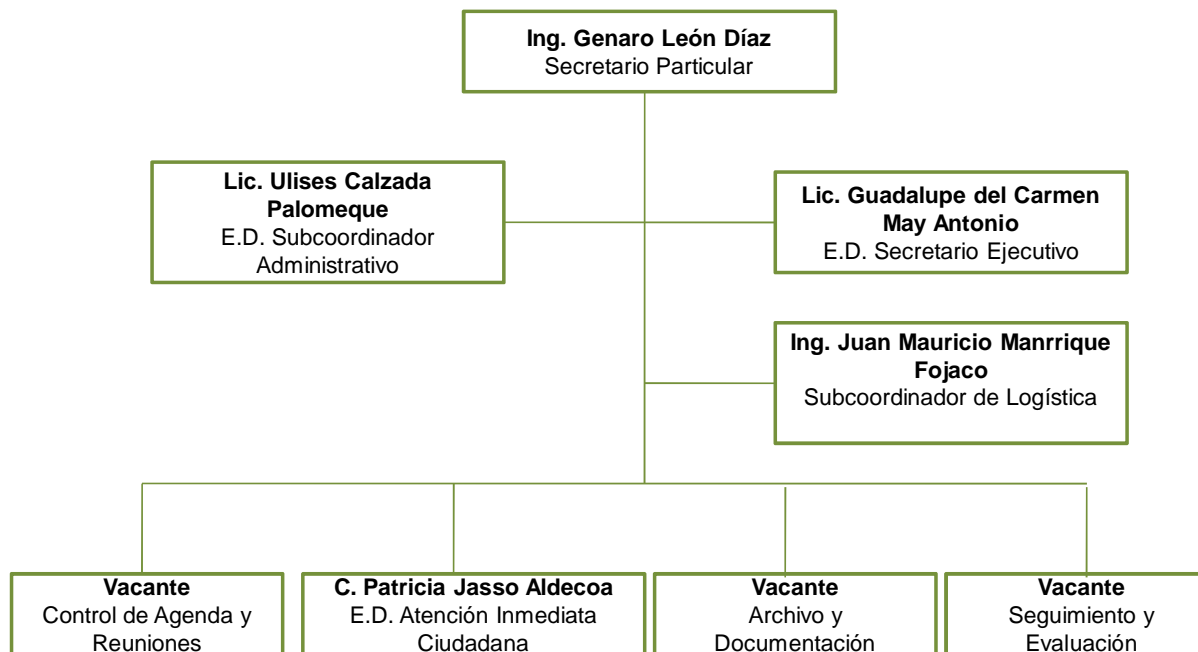 Ing. Genaro León Díaz
Secretario Particular
Lic. Ulises Calzada
Palomeque
E.D. Subcoordinador
Administrativo
Lic. Guadalupe del Carmen
May Antonio
E.D. Secretario Ejecutivo
Ing. Juan Mauricio Manrrique
Fojaco
Subcoordinador de Logística
Vacante
Control de Agenda y
Reuniones
C. Patricia Jasso Aldecoa
E.D. Atención Inmediata
Ciudadana
Vacante
Archivo y
Documentación
Vacante
Seguimiento y
Evaluación